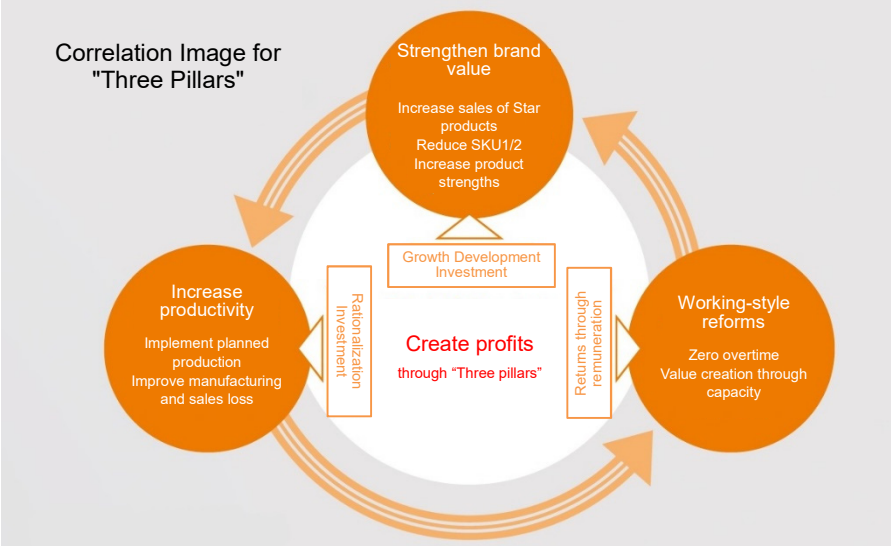 Correlation Image for
"Three Pillars"
Strengthen brand
value
Increase sales of Star
products
Reduce SKU1/2
Increase product
strengths
Growth Development
Investment
Increase
productivity
Implement planned
production
Improve manufacturing
and sales loss
Rationalization
Investment
Create profits
through “Three pillars”
Returns through
remuneration
Working-style
reforms
Zero overtime
Value creation through
capacity